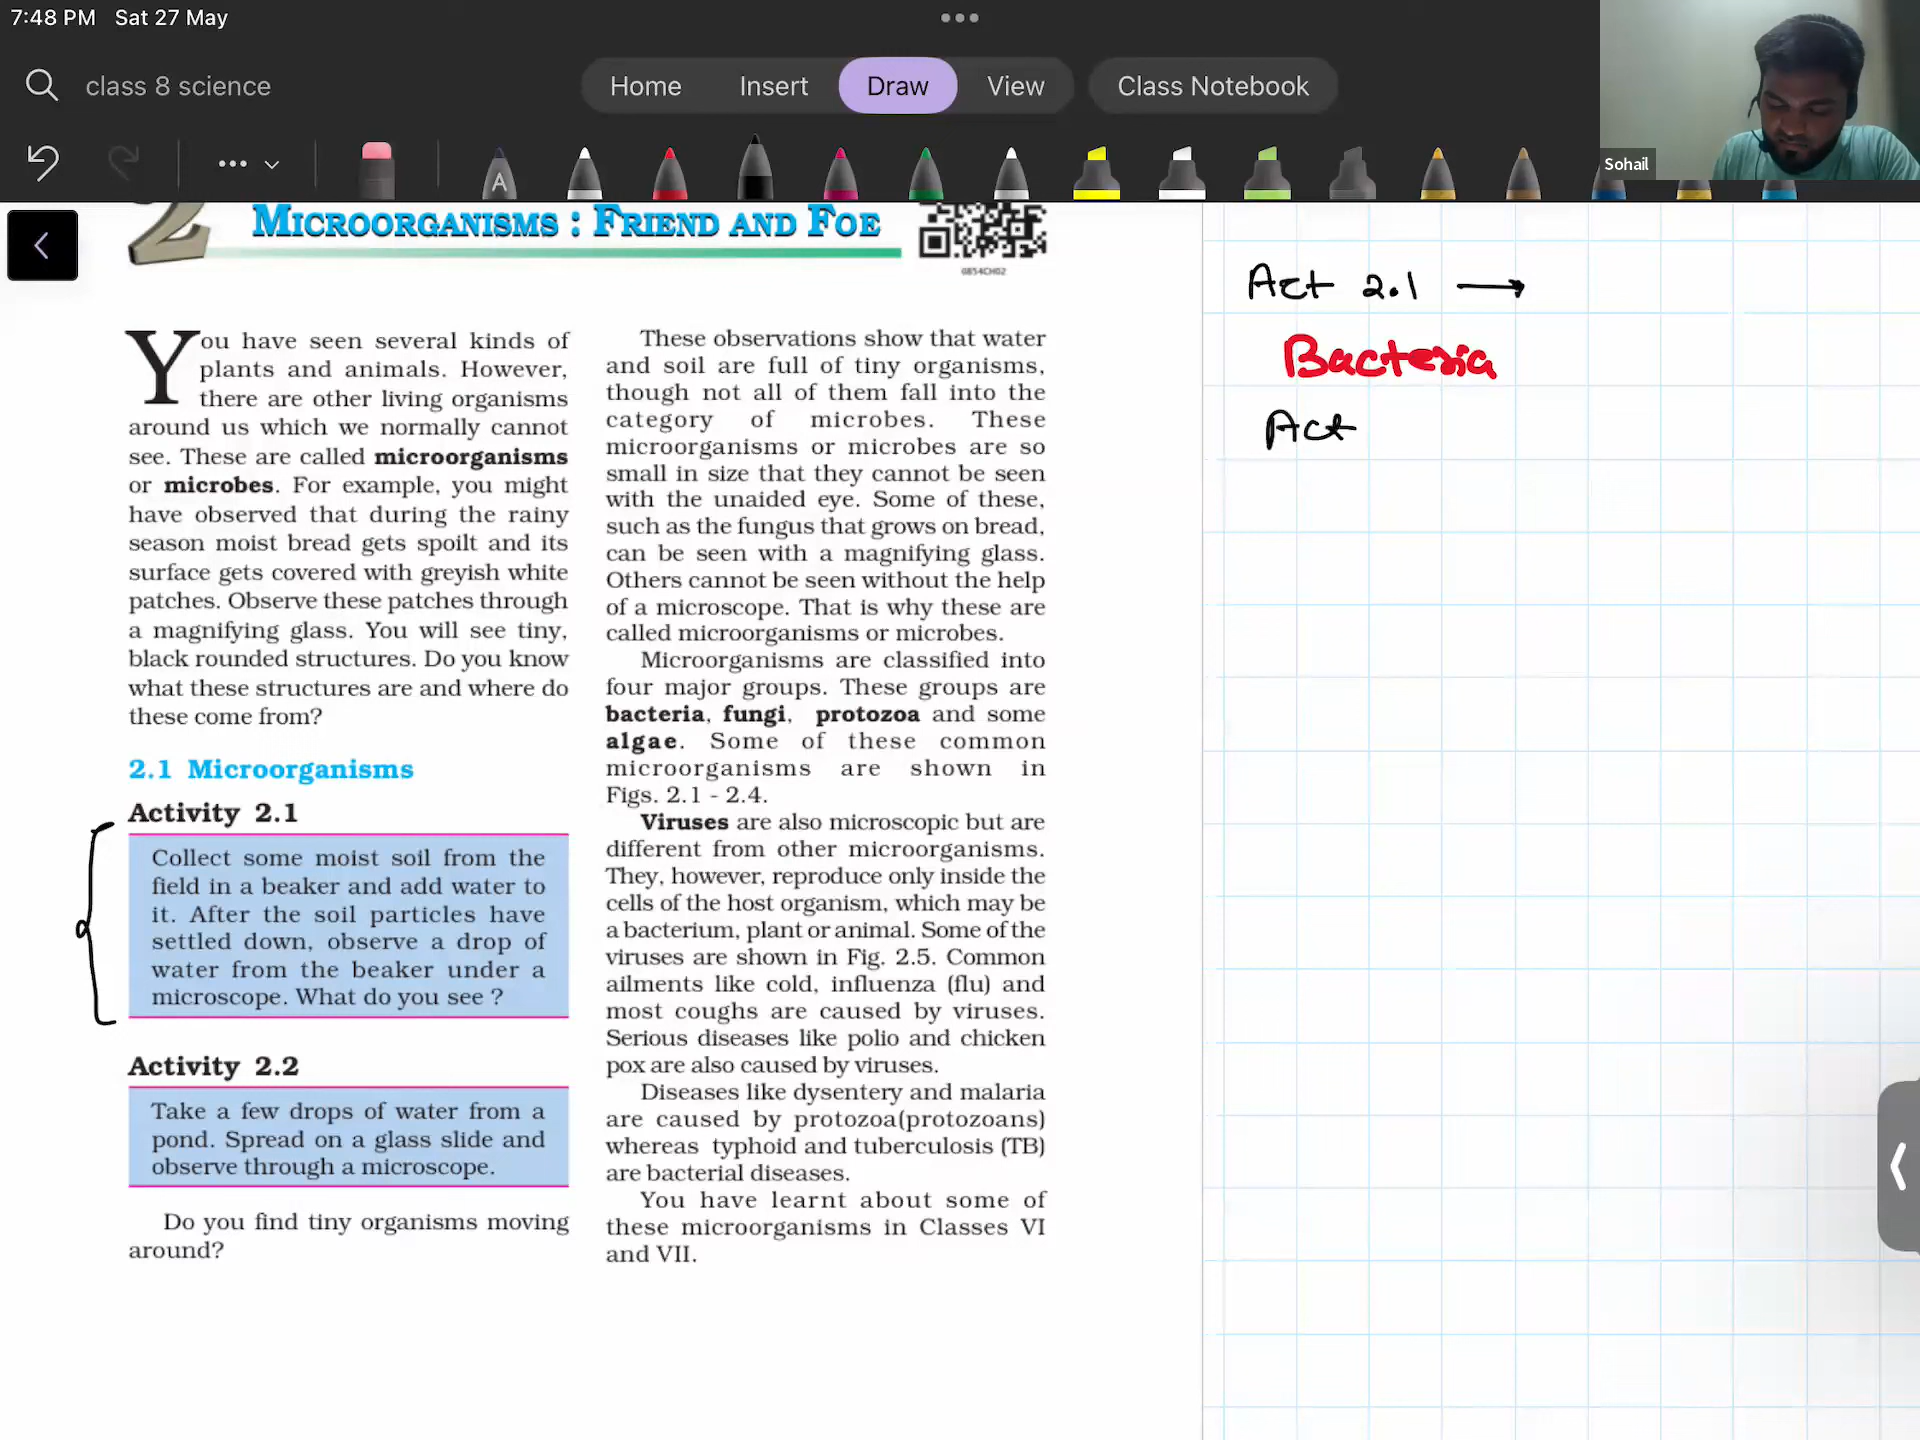 7:48 PM Sat 27 May
class 8 science
Home Insert Draw View Class Notebook
A
Sohail
2 MICROORGANISMS : FRIEND AND FOE
0854CH02
You have seen several kinds of
plants and animals. However,
there are other living organisms
around us which we normally cannot
see. These are called microorganisms
or microbes. For example, you might
have observed that during the rainy
season moist bread gets spoilt and its
surface gets covered with greyish white
patches. Observe these patches through
a magnifying glass. You will see tiny,
black rounded structures. Do you know
what these structures are and where do
these come from?
2.1 Microorganisms
Activity 2.1
Collect some moist soil from the
field in a beaker and add water to
it. After the soil particles have
settled down, observe a drop of
water from the beaker under a
microscope. What do you see ?
Activity 2.2
Take a few drops of water from a
pond. Spread on a glass slide and
observe through a microscope.
Do you find tiny organisms moving
around?
These observations show that water
and soil are full of tiny organisms,
though not all of them fall into the
category of microbes. These
microorganisms or microbes are so
small in size that they cannot be seen
with the unaided eye. Some of these,
such as the fungus that grows on bread,
can be seen with a magnifying glass.
Others cannot be seen without the help
of a microscope. That is why these are
called microorganisms or microbes.
Microorganisms are classified into
four major groups. These groups are
bacteria, fungi, protozoa and some
algae. Some of these common
microorganisms are shown in
Figs. 2.1 - 2.4.
Viruses are also microscopic but are
different from other microorganisms.
They, however, reproduce only inside the
cells of the host organism, which may be
a bacterium, plant or animal. Some of the
viruses are shown in Fig. 2.5. Common
ailments like cold, influenza (flu) and
most coughs are caused by viruses.
Serious diseases like polio and chicken
pox are also caused by viruses.
Diseases like dysentery and malaria
are caused by protozoa(protozoans)
whereas typhoid and tuberculosis (TB)
are bacterial diseases.
You have learnt about some of
these microorganisms in Classes VI
and VII.
Act 2.1 →
Bacteria
Act